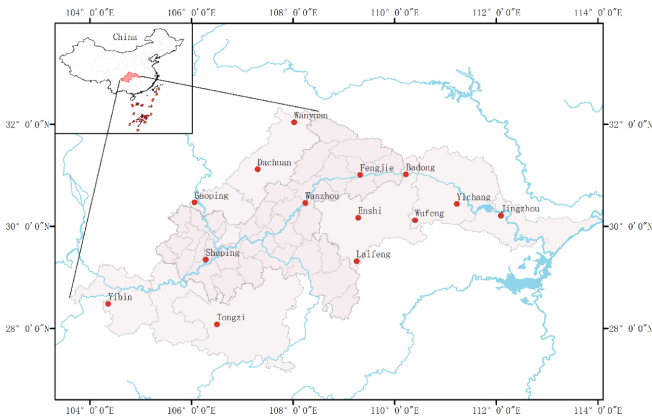 104° 0′0″E 106° 0′0″E 108° 0′0″E 110° 0′0″E 112° 0′0″E 114° 0′0″E
China
32° 0′0″N Wanyuan 32° 0′0″N
Dachuan Fengjie Badong
Gaoping Wanzhou Yichang
Enshi Wufeng Jingzhou
30° 0′0″N 30° 0′0″N
Shaping Laifeng
Yibin
Tongzi
28° 0′0″N 28° 0′0″N
104° 0′0″E 106° 0′0″E 108° 0′0″E 110° 0′0″E 112° 0′0″E 114° 0′0″E